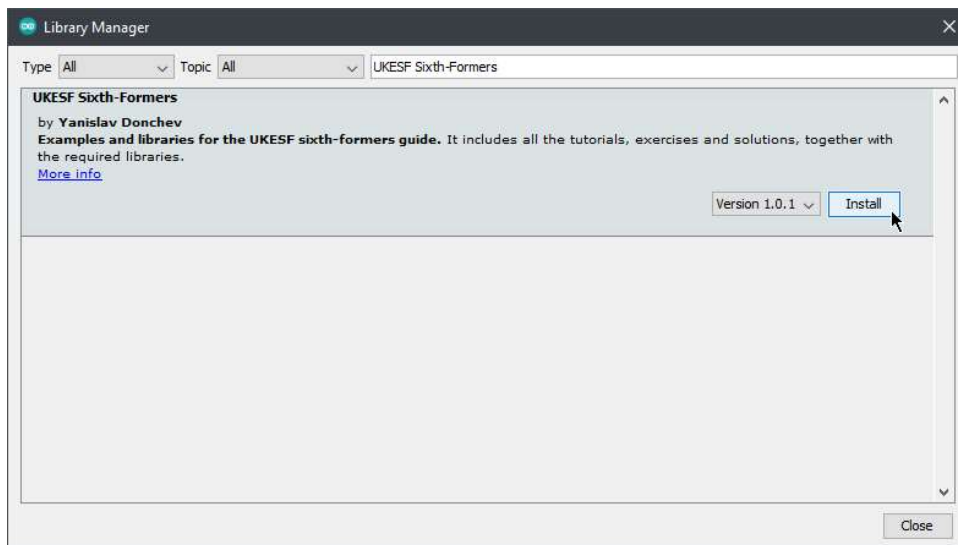 Library Manager
Type All Topic All UKESF Sixth-Formers
UKESF Sixth-Formers
by Yanislav Donchev
Examples and libraries for the UKESF sixth-formers guide. It includes all the tutorials, exercises and solutions, together with
the required libraries.
More info
Version 1.0.1 Install
Close